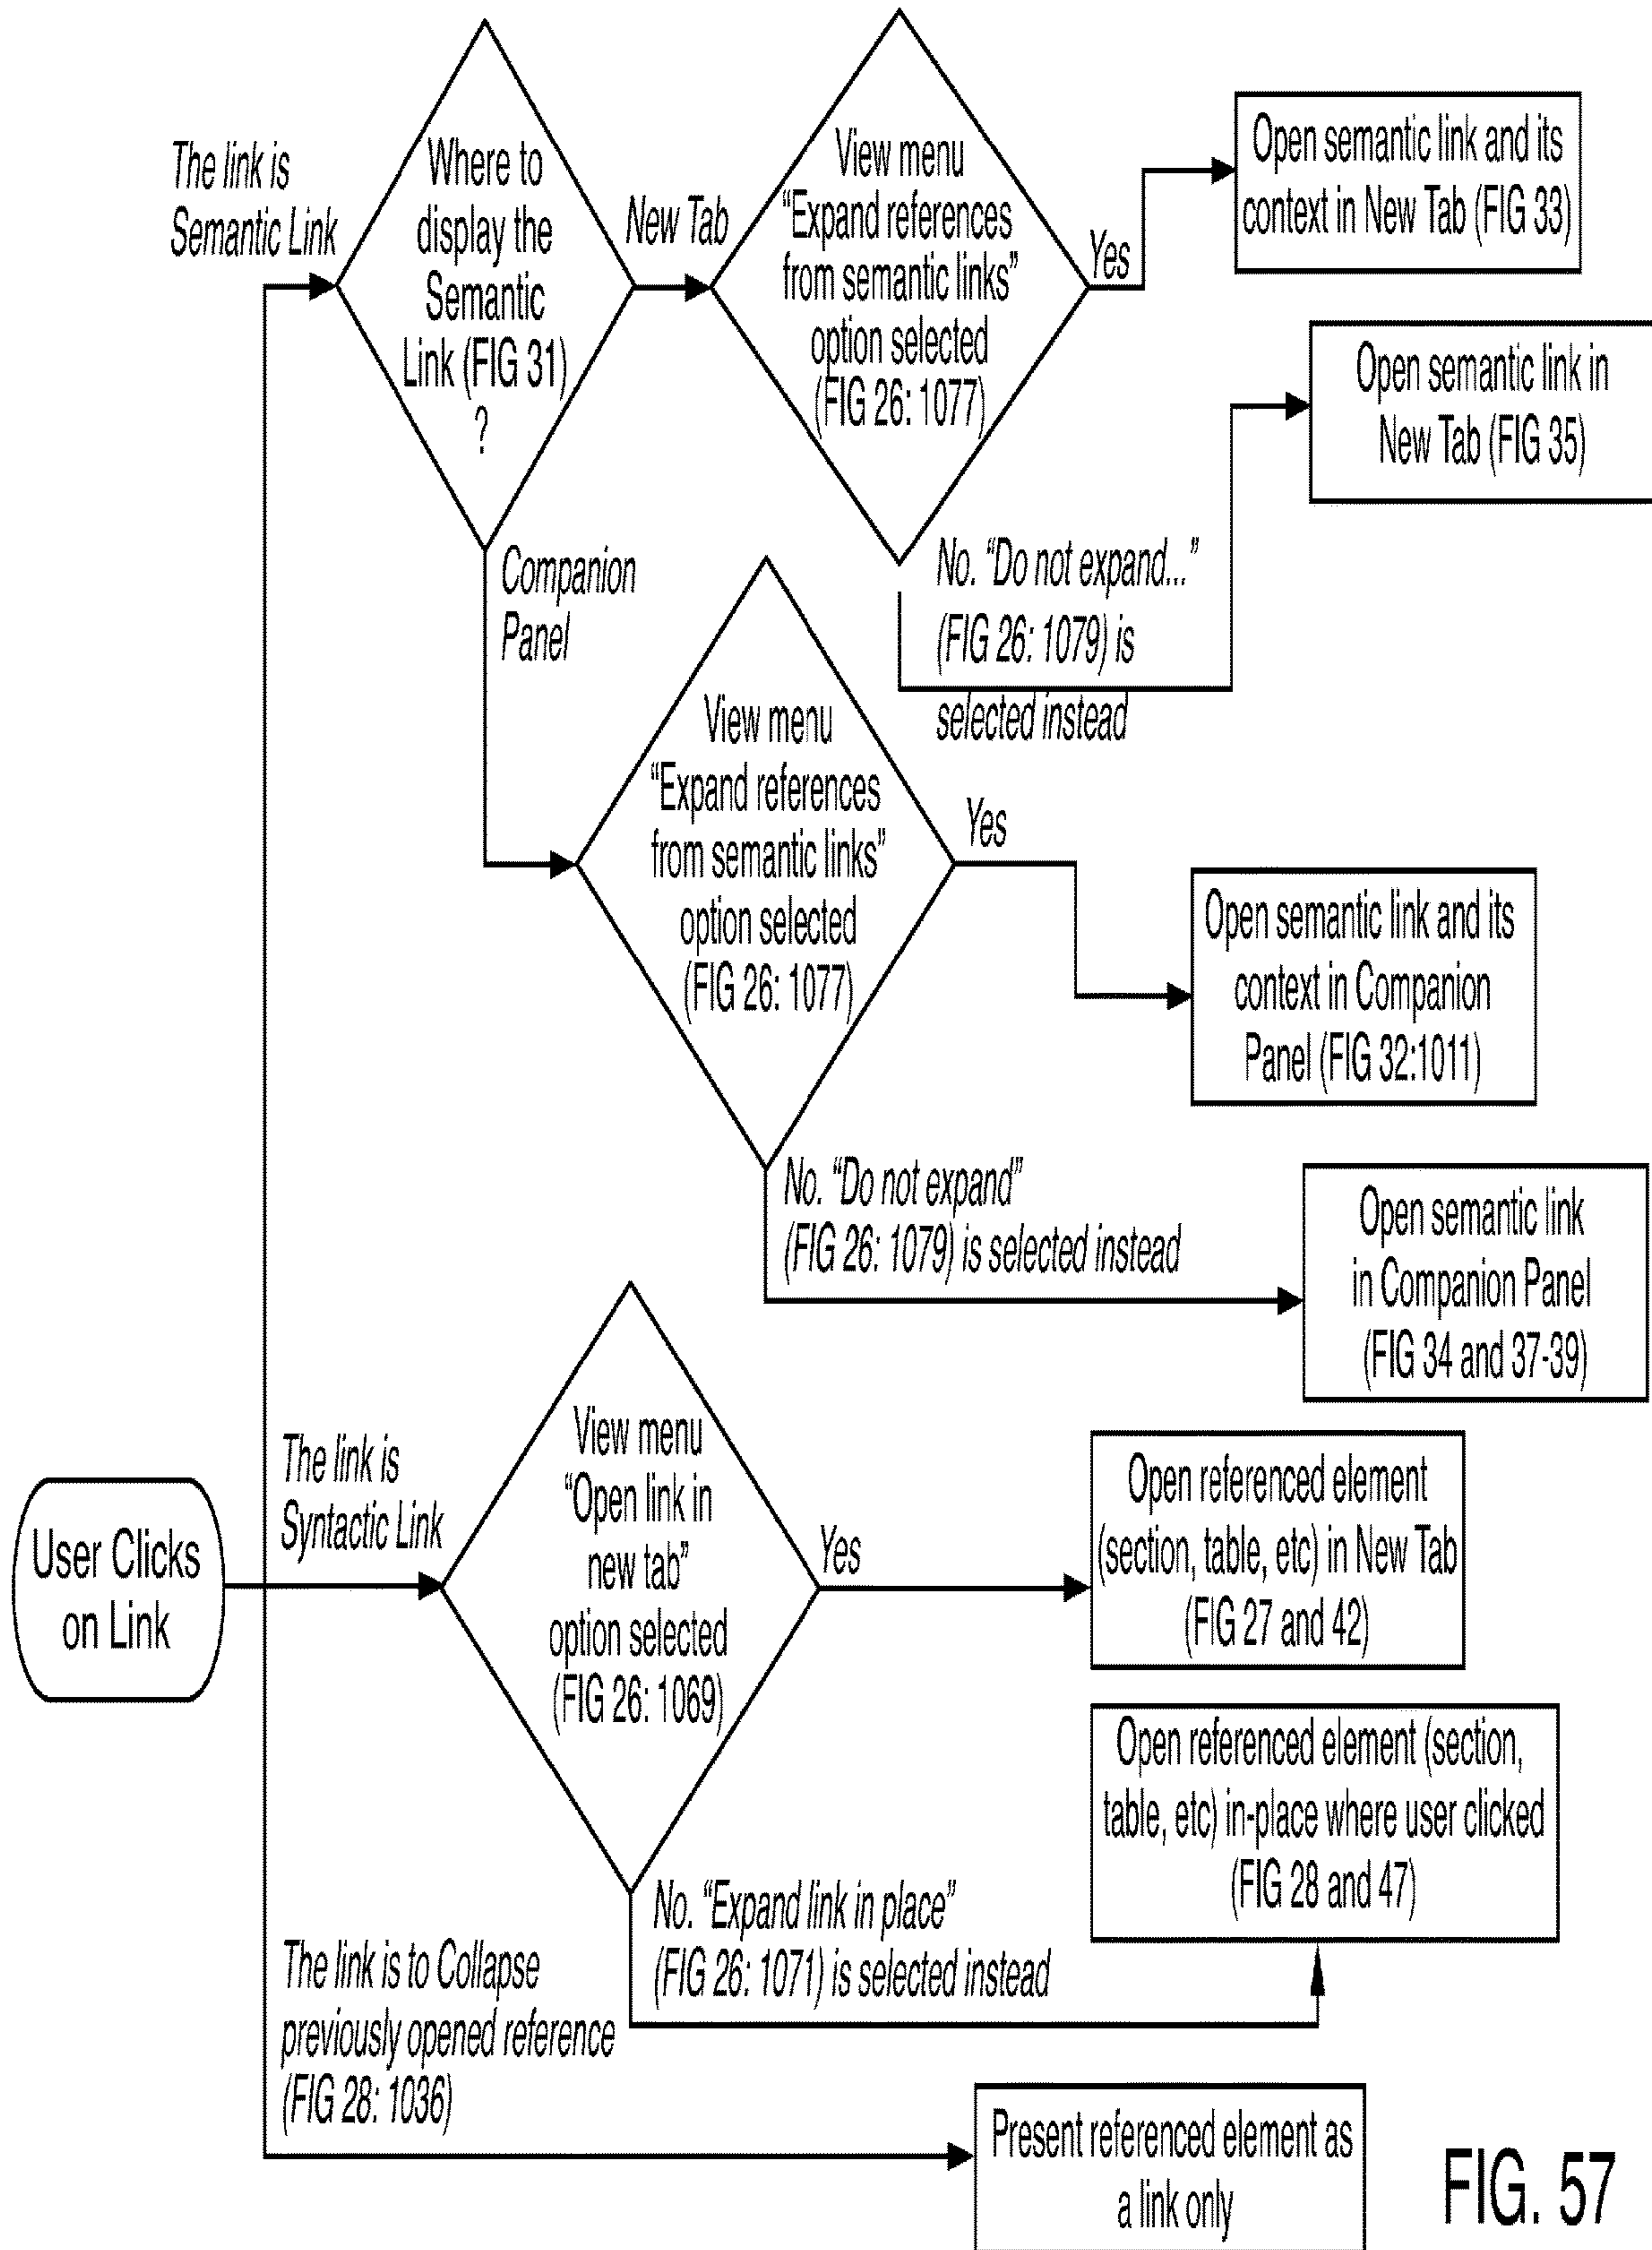 The link is
Semantic Link
Where to
display the
Semantic
Link (FIG 31)
?
New Tab
View menu
“Expand references
from semantic links”
option selected
(FIG 26: 1077)
Yes
Open semantic link and its
context in New Tab (FIG 33)
Open semantic link in
New Tab (FIG 35)
No. “Do not expand...”
(FIG 26: 1079) is
selected instead
Companion
Panel
View menu
“Expand references
from semantic links”
option selected
(FIG 26: 1077)
Yes
Open semantic link and its
context in Companion
Panel (FIG 32:1011)
No. “Do not expand”
(FIG 26: 1079) is selected instead
Open semantic link
in Companion Panel
(FIG 34 and 37-39)
User Clicks
on Link
The link is
Syntactic Link
View menu
“Open link in
new tab”
option selected
(FIG 26: 1069)
Yes
Open referenced element
(section, table, etc) in New Tab
(FIG 27 and 42)
Open referenced element (section,
table, etc) in-place where user clicked
(FIG 28 and 47)
No. “Expand link in place”
(FIG 26: 1071) is selected instead
The link is to Collapse
previously opened reference
(FIG 28: 1036)
Present referenced element as
a link only
FIG. 57